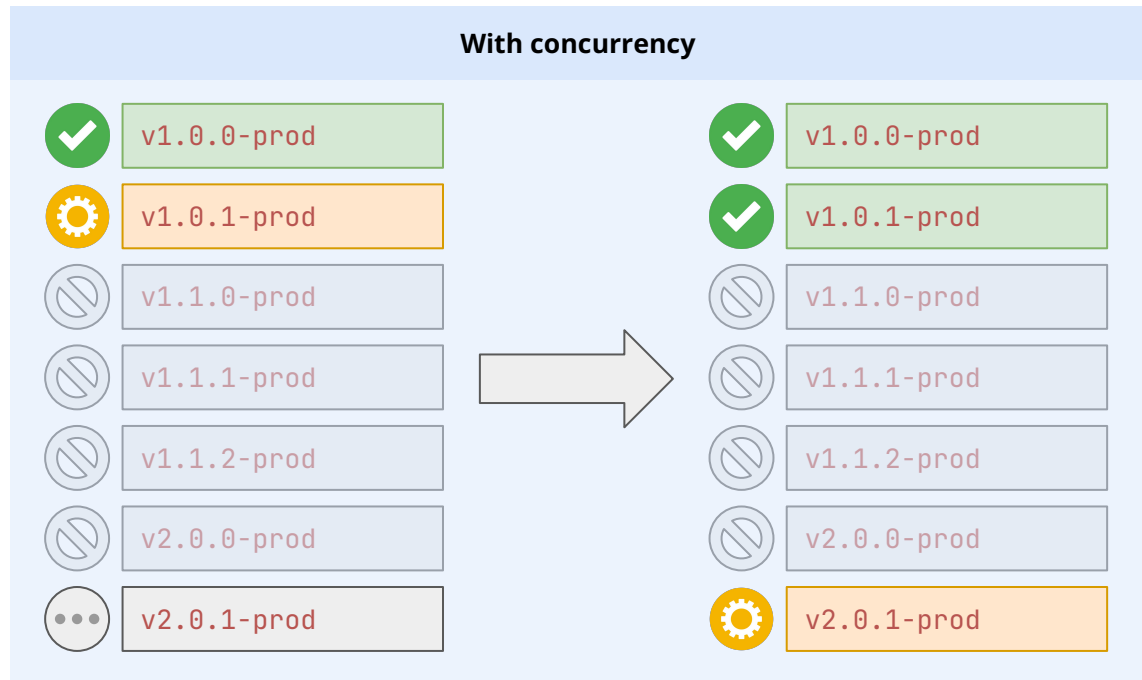 With concurrency
v1.0.0-prod
v1.0.1-prod
v1.1.0-prod
v1.1.1-prod
v1.1.2-prod
v2.0.0-prod
v2.0.1-prod
v1.0.0-prod
v1.0.1-prod
v1.1.0-prod
v1.1.1-prod
v1.1.2-prod
v2.0.0-prod
v2.0.1-prod